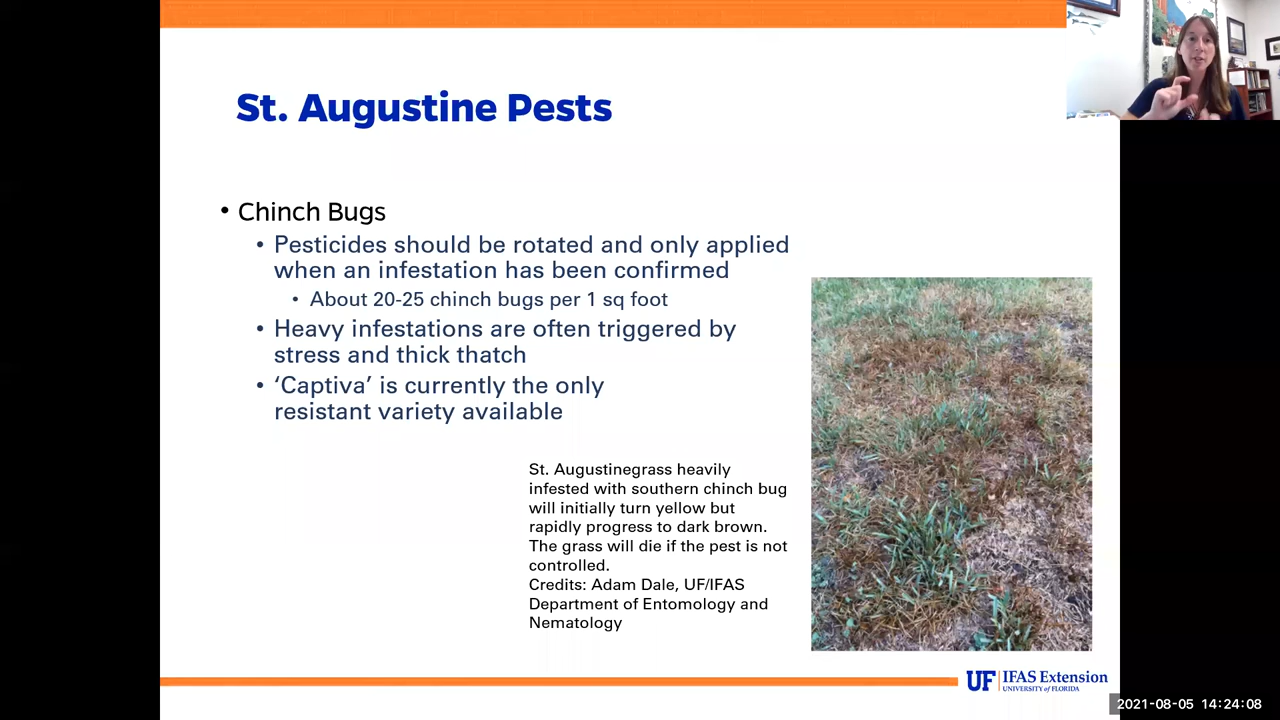 St. Augustine Pests
• Chinch Bugs
• Pesticides should be rotated and only applied
when an infestation has been confirmed
• About 20-25 chinch bugs per 1 sq foot
• Heavy infestations are often triggered by
stress and thick thatch
• ‘Captiva’ is currently the only
resistant variety available
St. Augustinegrass heavily
infested with southern chinch bug
will initially turn yellow but
rapidly progress to dark brown.
The grass will die if the pest is not
controlled.
Credits: Adam Dale, UF/IFAS
Department of Entomology and
Nematology
UF IFAS Extension
UNIVERSITY of FLORIDA
2021-08-05 14:24:08